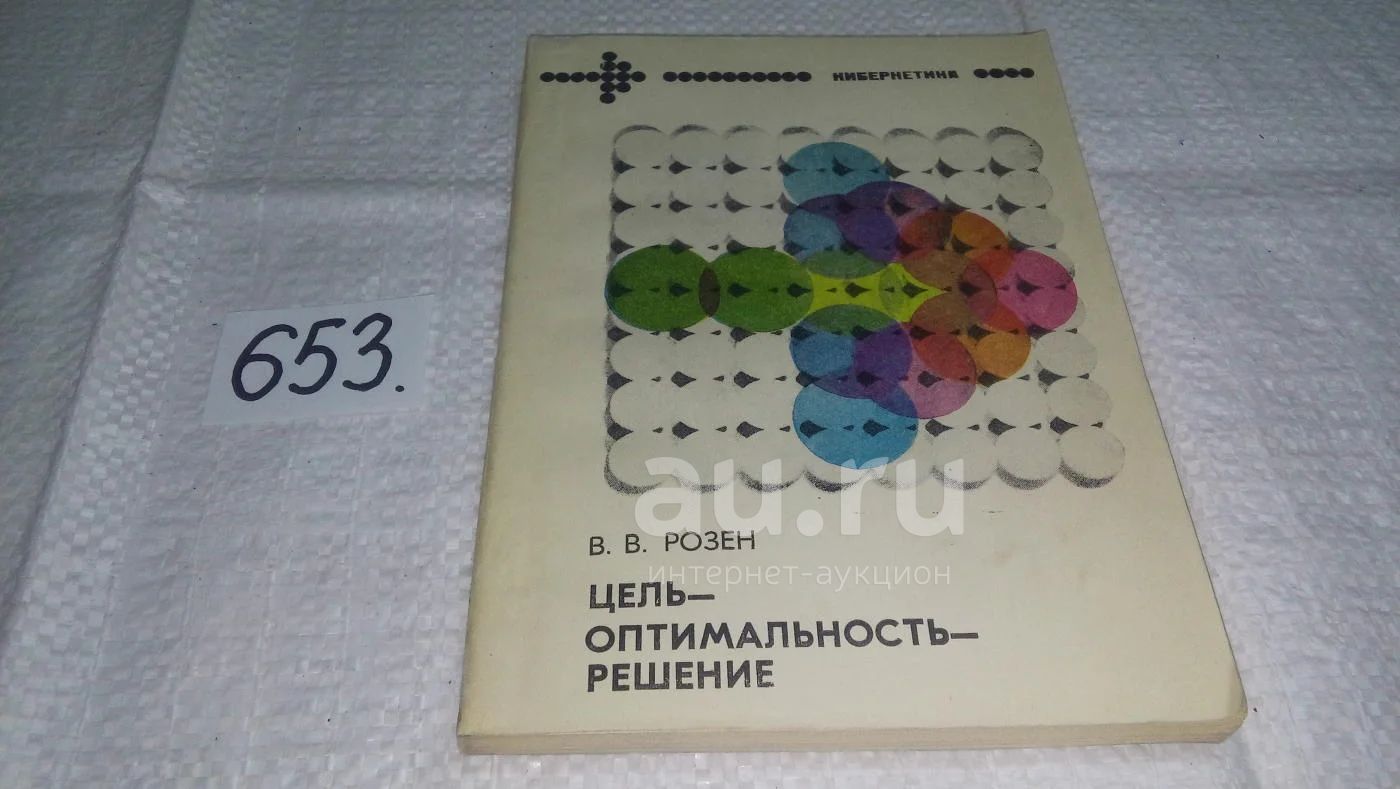 КИБЕРНЕТИКА
653.
au.ru
интернет-аукцион
В. В. РОЗЕН
ЦЕЛЬ—
ОПТИМАЛЬНОСТЬ—
РЕШЕНИЕ